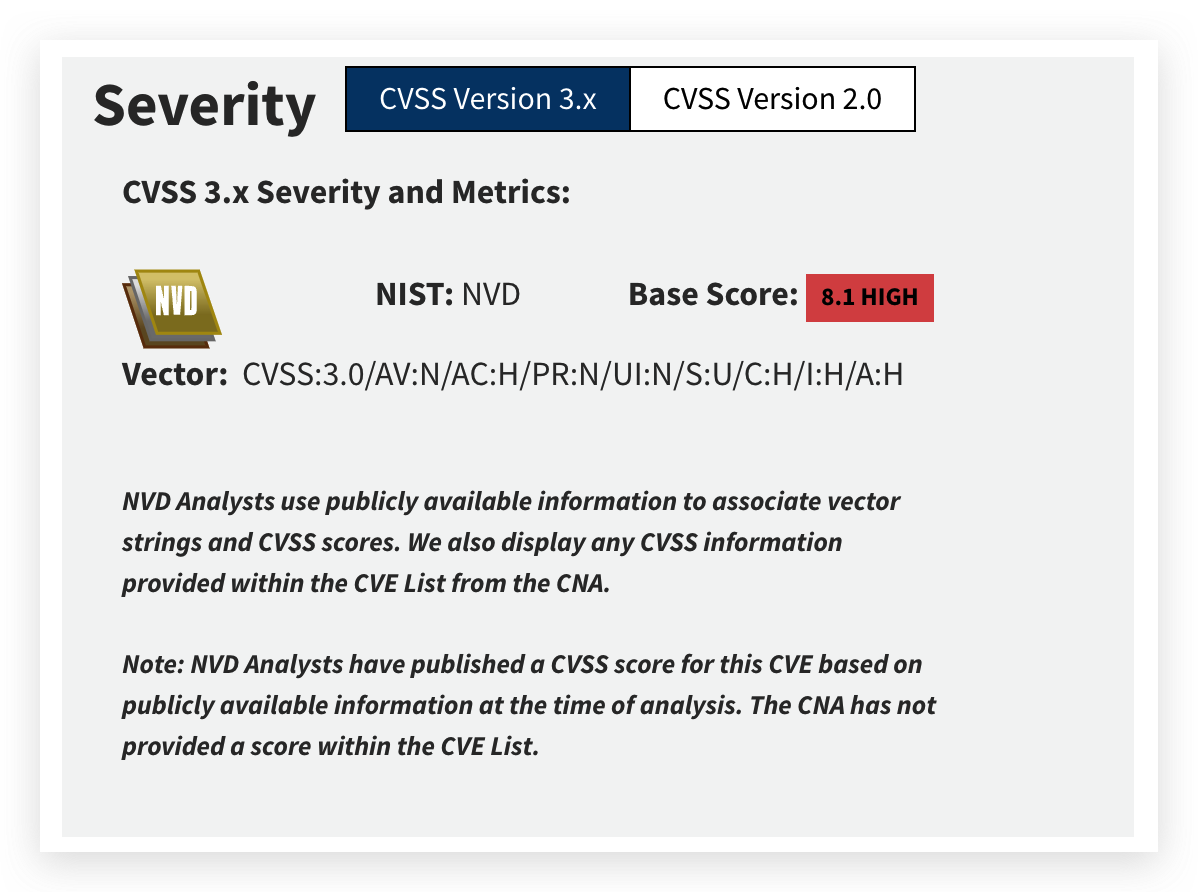 Severity CVSS Version 3.x CVSS Version 2.0
CVSS 3.x Severity and Metrics:
NVD NIST: NVD Base Score: 8.1 HIGH
Vector: CVSS:3.0/AV:N/AC:H/PR:N/UI:N/S:U/C:H/I:H/A:H
NVD Analysts use publicly available information to associate vector
strings and CVSS scores. We also display any CVSS information
provided within the CVE List from the CNA.
Note: NVD Analysts have published a CVSS score for this CVE based on
publicly available information at the time of analysis. The CNA has not
provided a score within the CVE List.